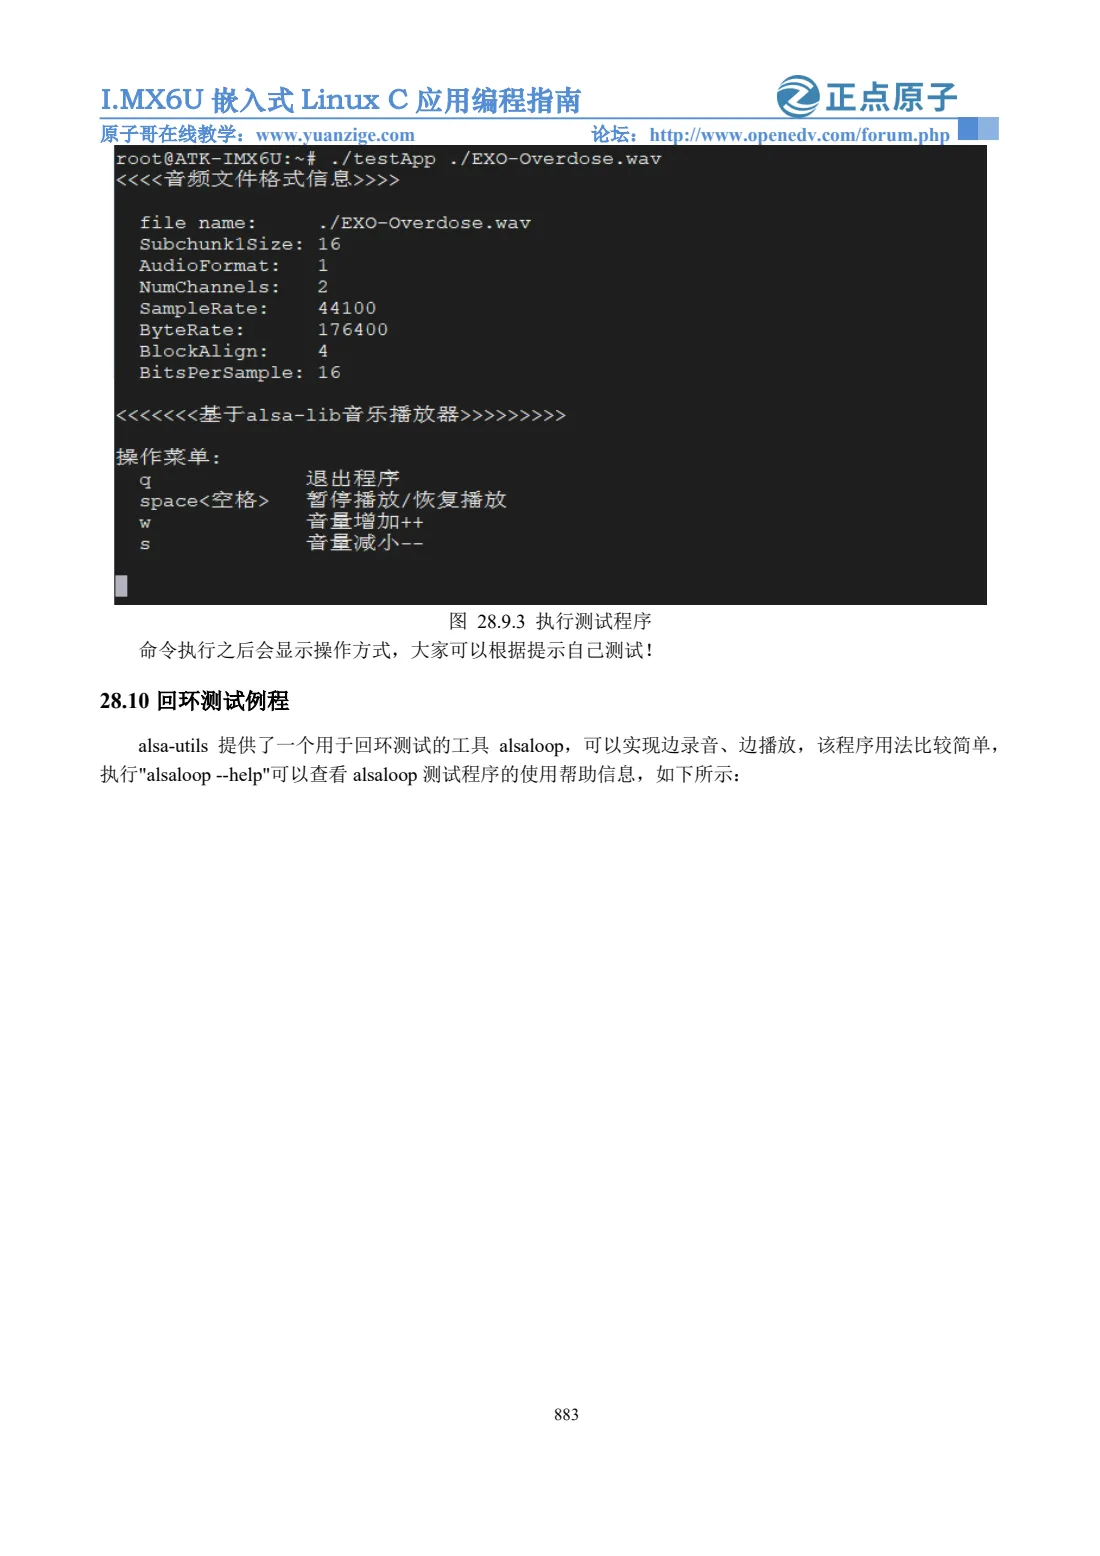 I.MX6U 嵌入式 Linux C 应用编程指南
正点原子
原子哥在线教学：www.yuanzige.com 论坛：http://www.openedv.com/forum.php
root@ATK-IMX6U:~# ./testApp ./EXO-Overdose.wav
<<<<音频文件格式信息>>>>
file name: ./EXO-Overdose.wav
Subchunk1Size: 16
AudioFormat: 1
NumChannels: 2
SampleRate: 44100
ByteRate: 176400
BlockAlign: 4
BitsPerSample: 16
<<<<<<<基于alsa-lib音乐播放器>>>>>>>>>
操作菜单:
q 退出程序
space<空格> 暂停播放/恢复播放
w 音量增加++
s 音量减小--
图 28.9.3 执行测试程序
命令执行之后会显示操作方式，大家可以根据提示自己测试！
28.10 回环测试例程
alsa-utils 提供了一个用于回环测试的工具 alsaloop，可以实现边录音、边播放，该程序用法比较简单，
执行"alsaloop --help"可以查看 alsaloop 测试程序的使用帮助信息，如下所示：
883